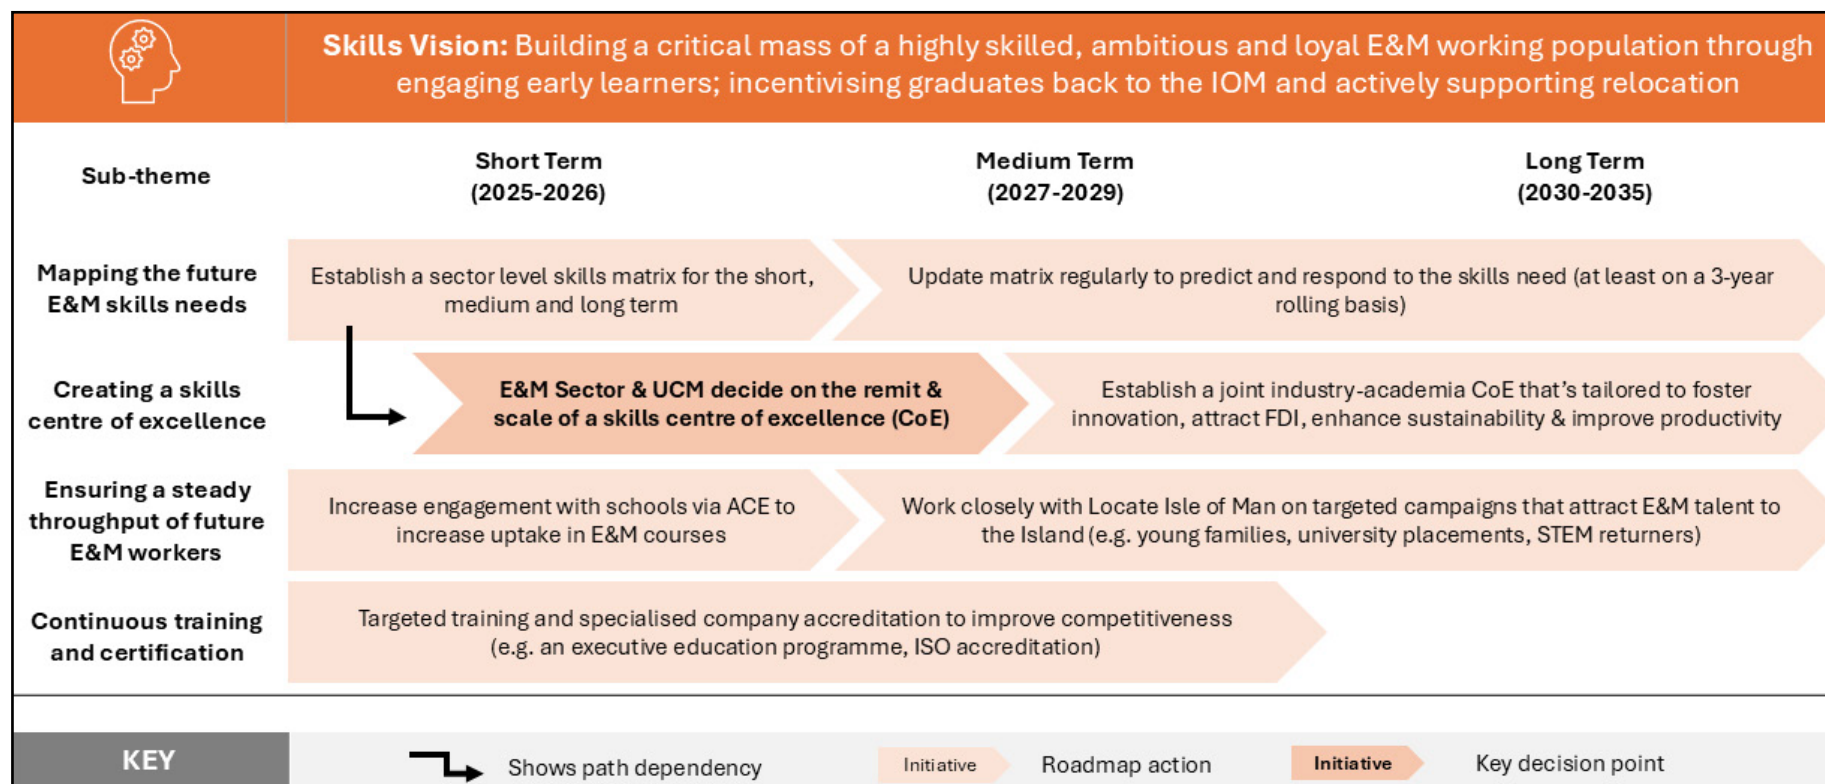 Skills Vision: Building a critical mass of a highly skilled, ambitious and loyal E&M working population through
engaging early learners; incentivising graduates back to the IOM and actively supporting relocation
Sub-theme
Short Term
(2025-2026)
Medium Term
(2027-2029)
Long Term
(2030-2035)
Mapping the future
E&M skills needs
Establish a sector level skills matrix for the short,
medium and long term
Update matrix regularly to predict and respond to the skills need (at least on a 3-year
rolling basis)
Creating a skills
centre of excellence
E&M Sector & UCM decide on the remit &
scale of a skills centre of excellence (CoE)
Establish a joint industry-academia CoE that's tailored to foster
innovation, attract FDI, enhance sustainability & improve productivity
Ensuring a steady
throughput of future
E&M workers
Increase engagement with schools via ACE to
increase uptake in E&M courses
Work closely with Locate Isle of Man on targeted campaigns that attract E&M talent to
the Island (e.g. young families, university placements, STEM returners)
Continuous training
and certification
Targeted training and specialised company accreditation to improve competitiveness
(e.g. an executive education programme, ISO accreditation)
KEY
Shows path dependency
Initiative
Roadmap action
Initiative
Key decision point